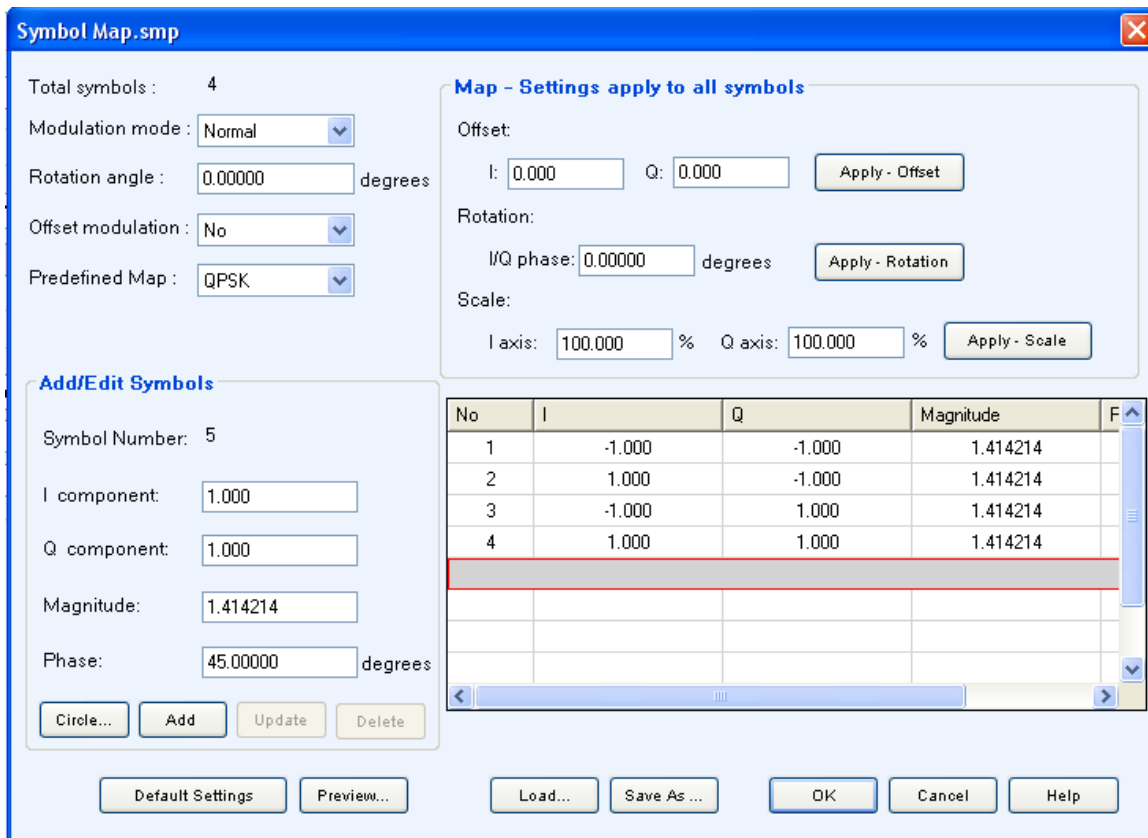 Symbol Map.smp
Total symbols : 4
Modulation mode : Normal
Rotation angle : 0.00000 degrees
Offset modulation : No
Predefined Map : QPSK
Map - Settings apply to all symbols
Offset:
I: 0.000 Q: 0.000 Apply - Offset
Rotation:
I/Q phase: 0.00000 degrees Apply - Rotation
Scale:
I axis: 100.000 % Q axis: 100.000 % Apply - Scale
Add/Edit Symbols
Symbol Number: 5
I component: 1.000
Q component: 1.000
Magnitude: 1.414214
Phase: 45.00000 degrees
Circle... Add Update Delete
No I Q Magnitude
1 -1.000 -1.000 1.414214
2 1.000 -1.000 1.414214
3 -1.000 1.000 1.414214
4 1.000 1.000 1.414214
Default Settings Preview... Load... Save As ... OK Cancel Help